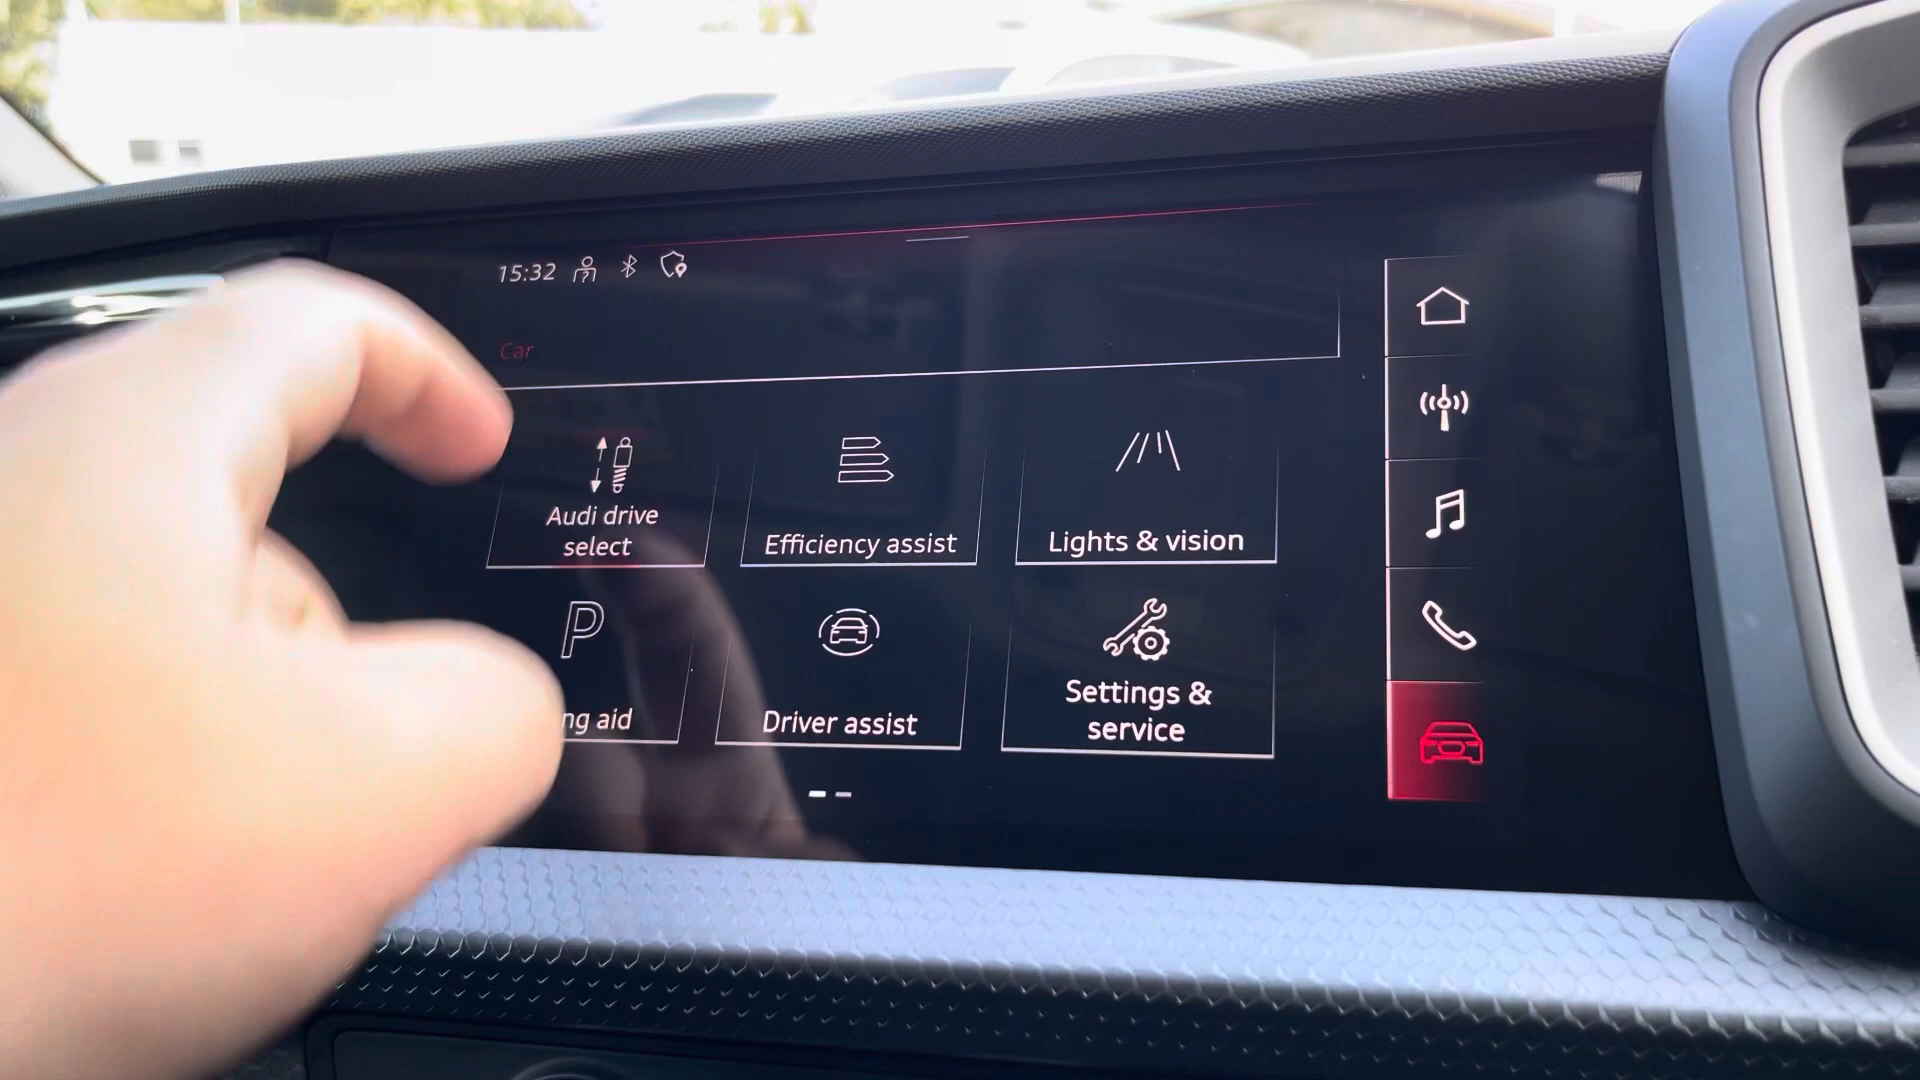 15:32
Car
Audi drive
select
Efficiency assist
Lights & vision
P
ng aid
Driver assist
Settings &
service